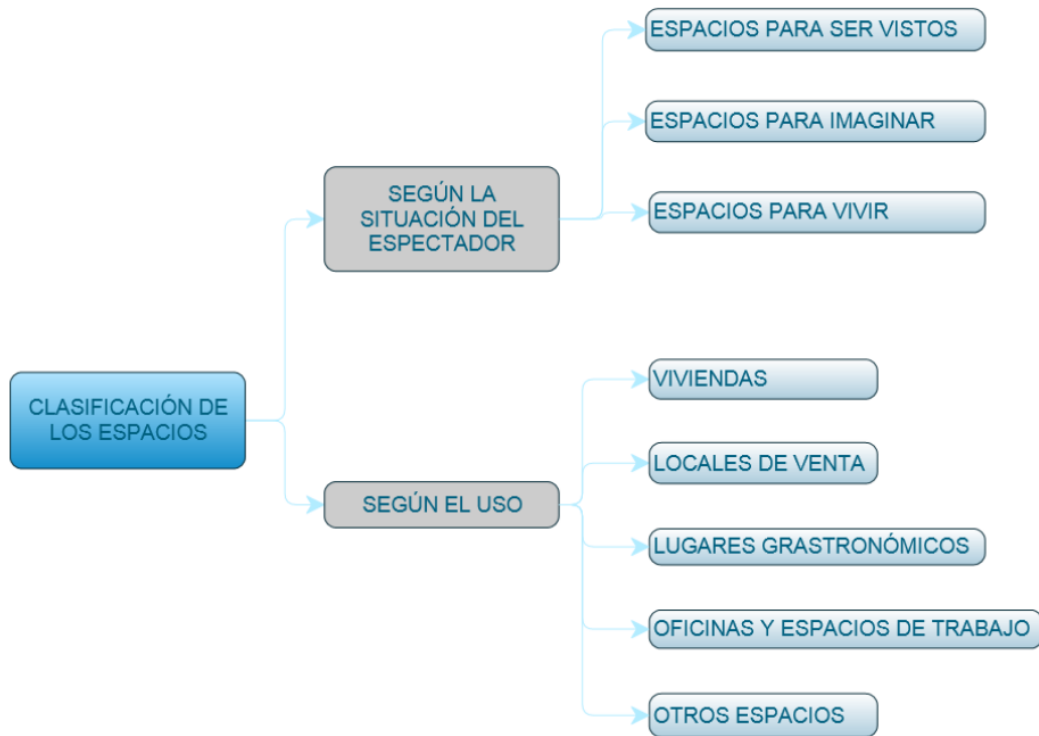 CLASIFICACIÓN DE
LOS ESPACIOS
SEGÚN LA
SITUACIÓN DEL
ESPECTADOR
ESPACIOS PARA SER VISTOS
ESPACIOS PARA IMAGINAR
ESPACIOS PARA VIVIR
SEGÚN EL USO
VIVIENDAS
LOCALES DE VENTA
LUGARES GRASTRONÓMICOS
OFICINAS Y ESPACIOS DE TRABAJO
OTROS ESPACIOS